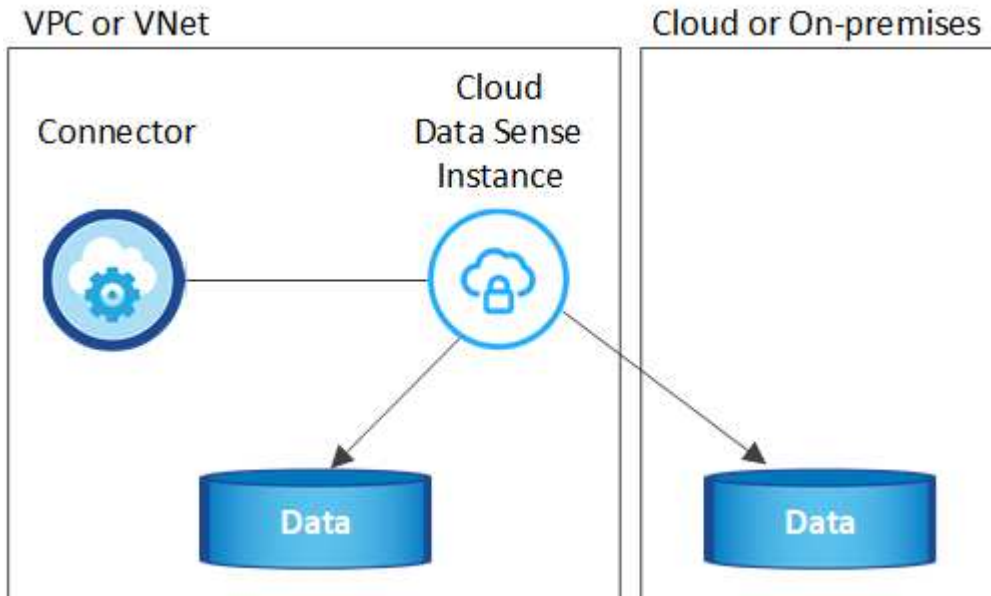 VPC or VNet
Cloud or On-premises
Connector
Cloud
Data Sense
Instance
Data
Data